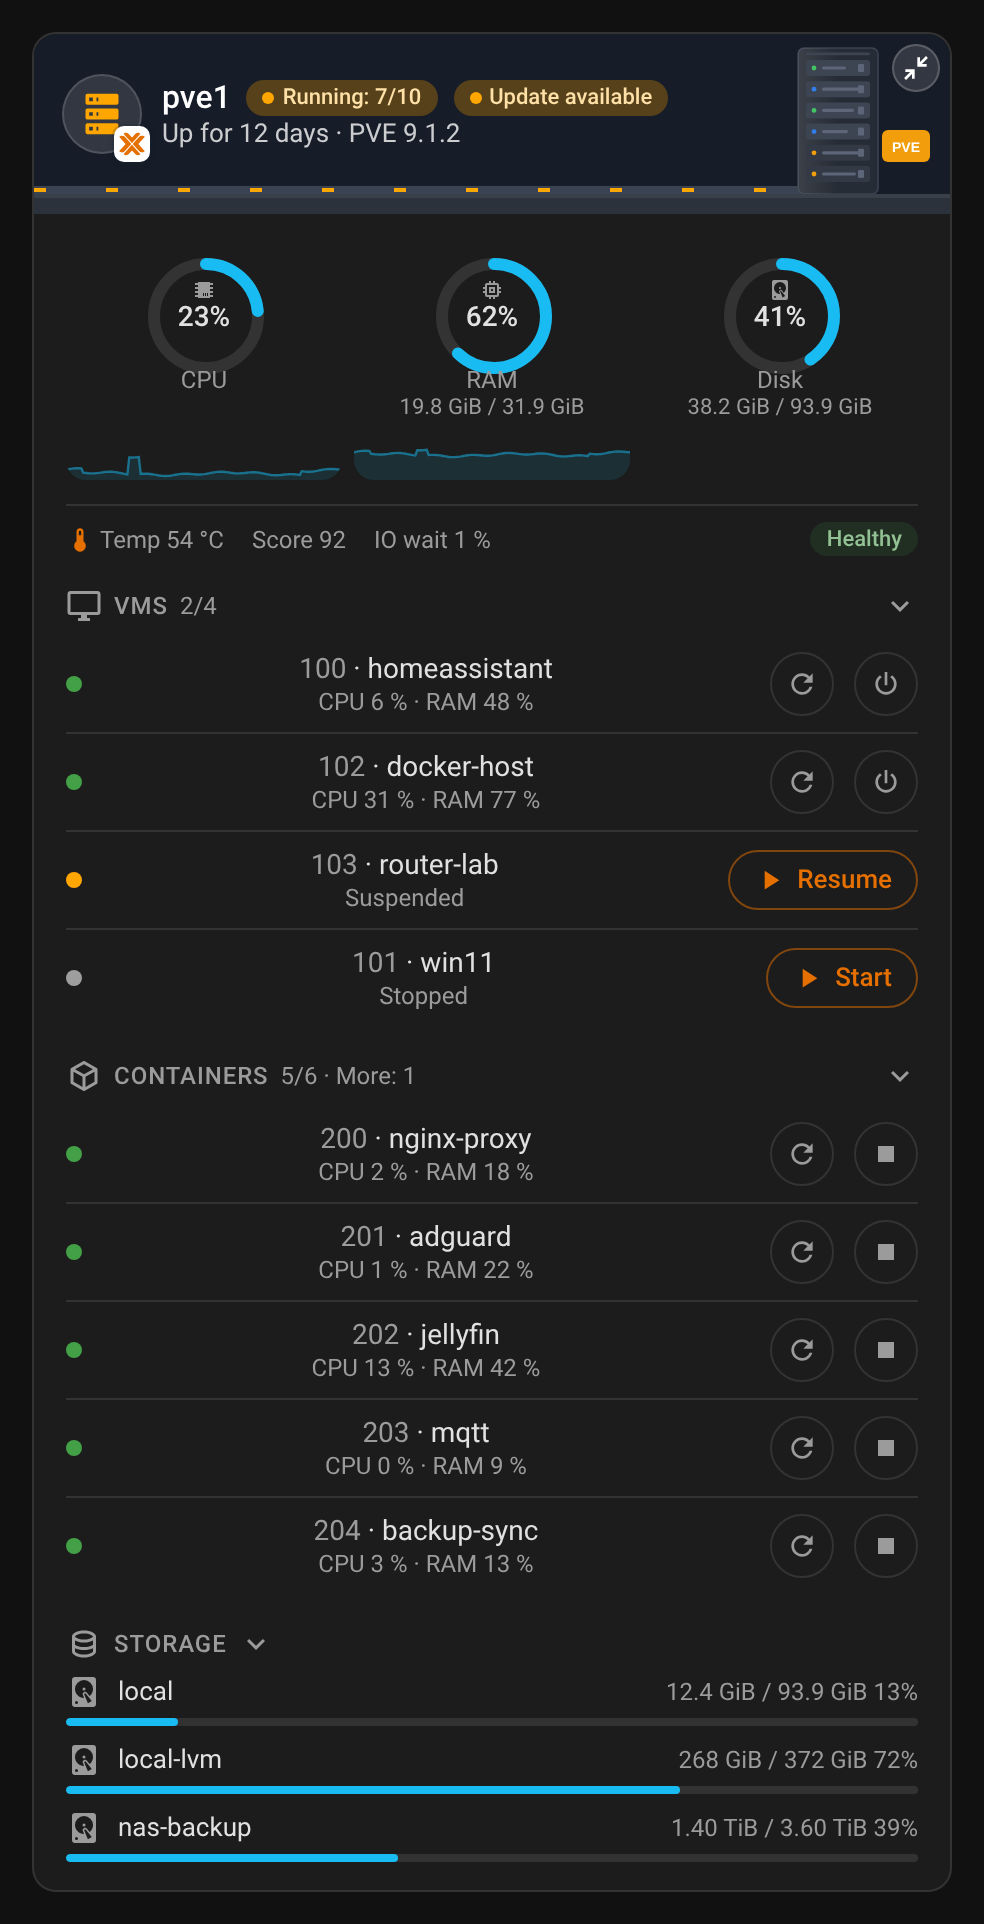 pve1 Running: 7/10 Update available
Up for 12 days · PVE 9.1.2
PVE
23% 62% 41%
CPU RAM Disk
19.8 GiB / 31.9 GiB 38.2 GiB / 93.9 GiB
Temp 54 °C Score 92 IO wait 1 % Healthy
VMS 2/4
100 · homeassistant
CPU 6 % · RAM 48 %
102 · docker-host
CPU 31 % · RAM 77 %
103 · router-lab
Suspended
Resume
101 · win11
Stopped
Start
CONTAINERS 5/6 · More: 1
200 · nginx-proxy
CPU 2 % · RAM 18 %
201 · adguard
CPU 1 % · RAM 22 %
202 · jellyfin
CPU 13 % · RAM 42 %
203 · mqtt
CPU 0 % · RAM 9 %
204 · backup-sync
CPU 3 % · RAM 13 %
STORAGE
local 12.4 GiB / 93.9 GiB 13%
local-lvm 268 GiB / 372 GiB 72%
nas-backup 1.40 TiB / 3.60 TiB 39%